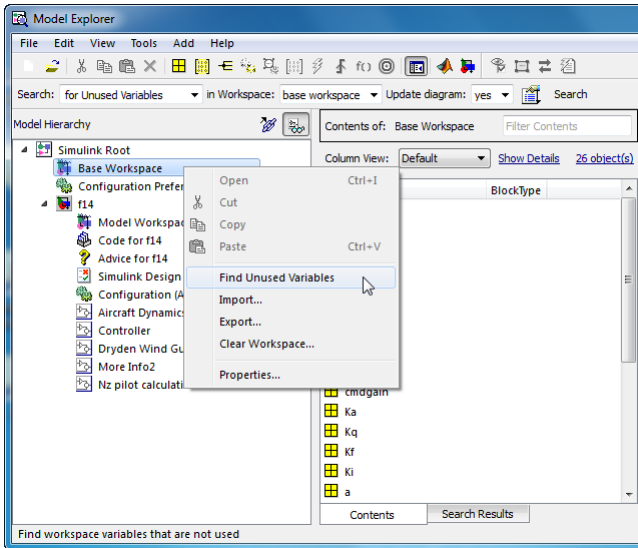 Model Explorer
File Edit View Tools Add Help
Search: for Unused Variables in Workspace: base workspace Update diagram: yes Search
Model Hierarchy
Simulink Root
Base Workspace
Configuration Prefer
f14
Model Workspac
Code for f14
Advice for f14
Simulink Design
Configuration (A
Aircraft Dynamic
Controller
Dryden Wind Gu
More Info2
Nz pilot calculati
Open Ctrl+I
Cut
Copy
Paste Ctrl+V
Find Unused Variables
Import...
Export...
Clear Workspace...
Properties...
Contents of: Base Workspace Filter Contents
Column View: Default Show Details 26 object(s)
BlockType
cmdgain
Ka
Kq
Kf
Ki
a
Contents Search Results
Find workspace variables that are not used